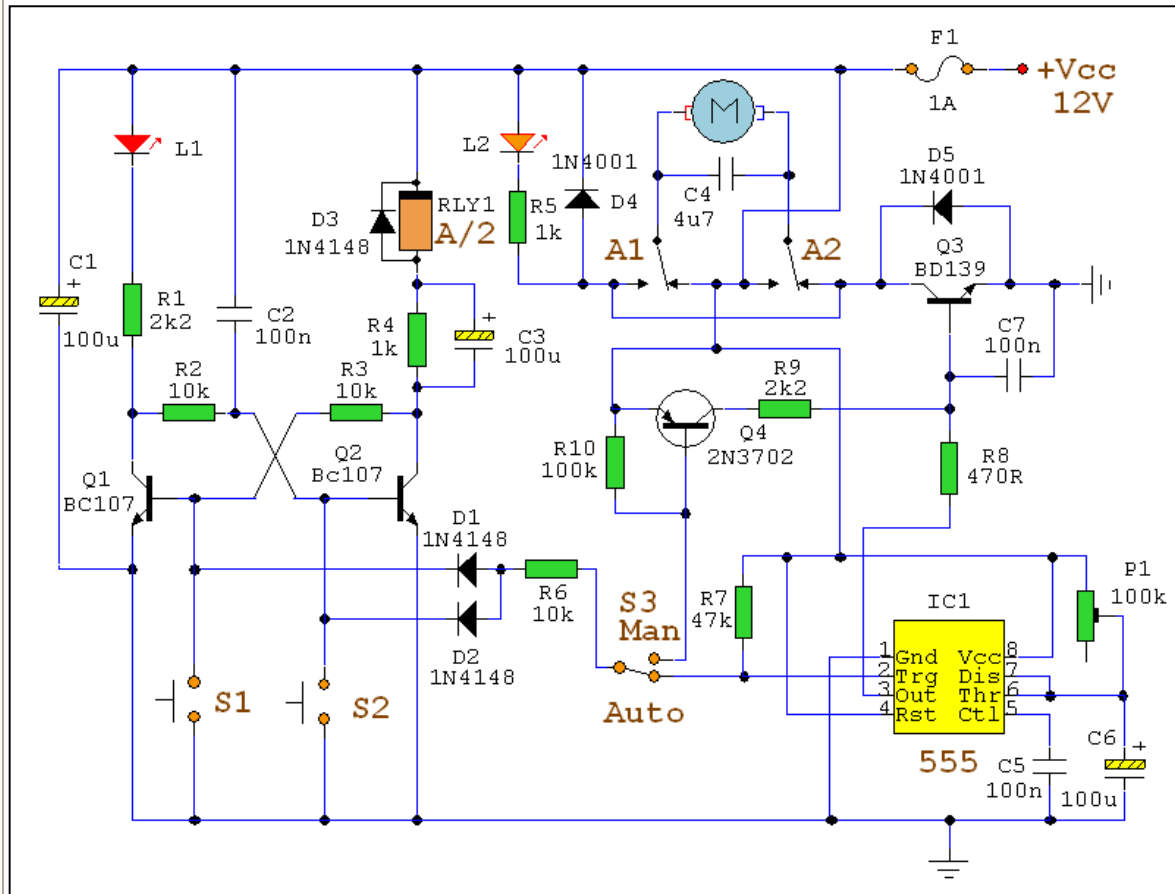 F1
+Vcc
12V
1A
L1
L2
1N4001
D4
M
C4
4u7
D5
1N4001
D3
1N4148
RLY1
A/2
R5
1k
A1
A2
Q3
BD139
C1
+
100u
R1
2k2
C2
100n
R4
1k
+
C3
100u
C7
100n
R2
10k
R3
10k
R9
2k2
Q4
2N3702
R10
100k
R8
470R
Q1
BC107
Q2
Bc107
D1
1N4148
D2
1N4148
R6
10k
S3
Man
Auto
R7
47k
IC1
P1
100k
1 Gnd Vcc 8
2 Trg Dis 7
3 Out Thr 6
4 Rst Ctl 5
555
S1
S2
C5
100n
C6
+
100u